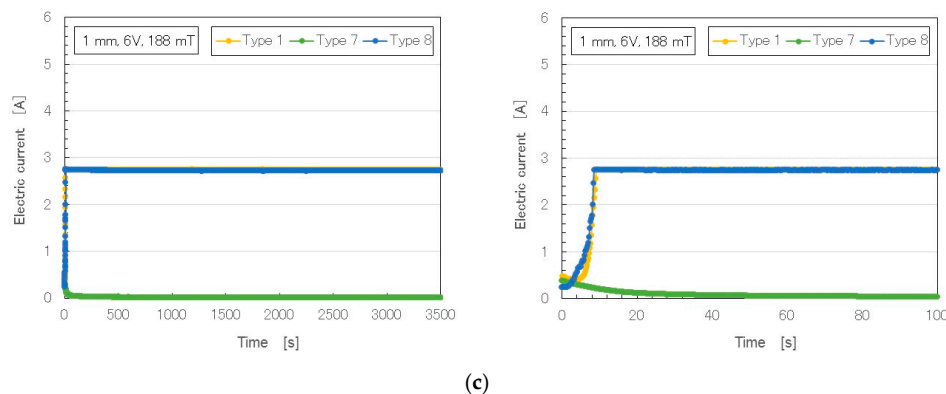 6
1 mm, 6V, 188 mT
Type 1 Type 7 Type 8
5
4
3
2
1
0
Electric current [A]
0 500 1000 1500 2000 2500 3000 3500
Time [s]
6
1 mm, 6V, 188 mT
Type 1 Type 7 Type 8
5
4
3
2
1
0
Electric current [A]
0 20 40 60 80 100
Time [s]
(c)